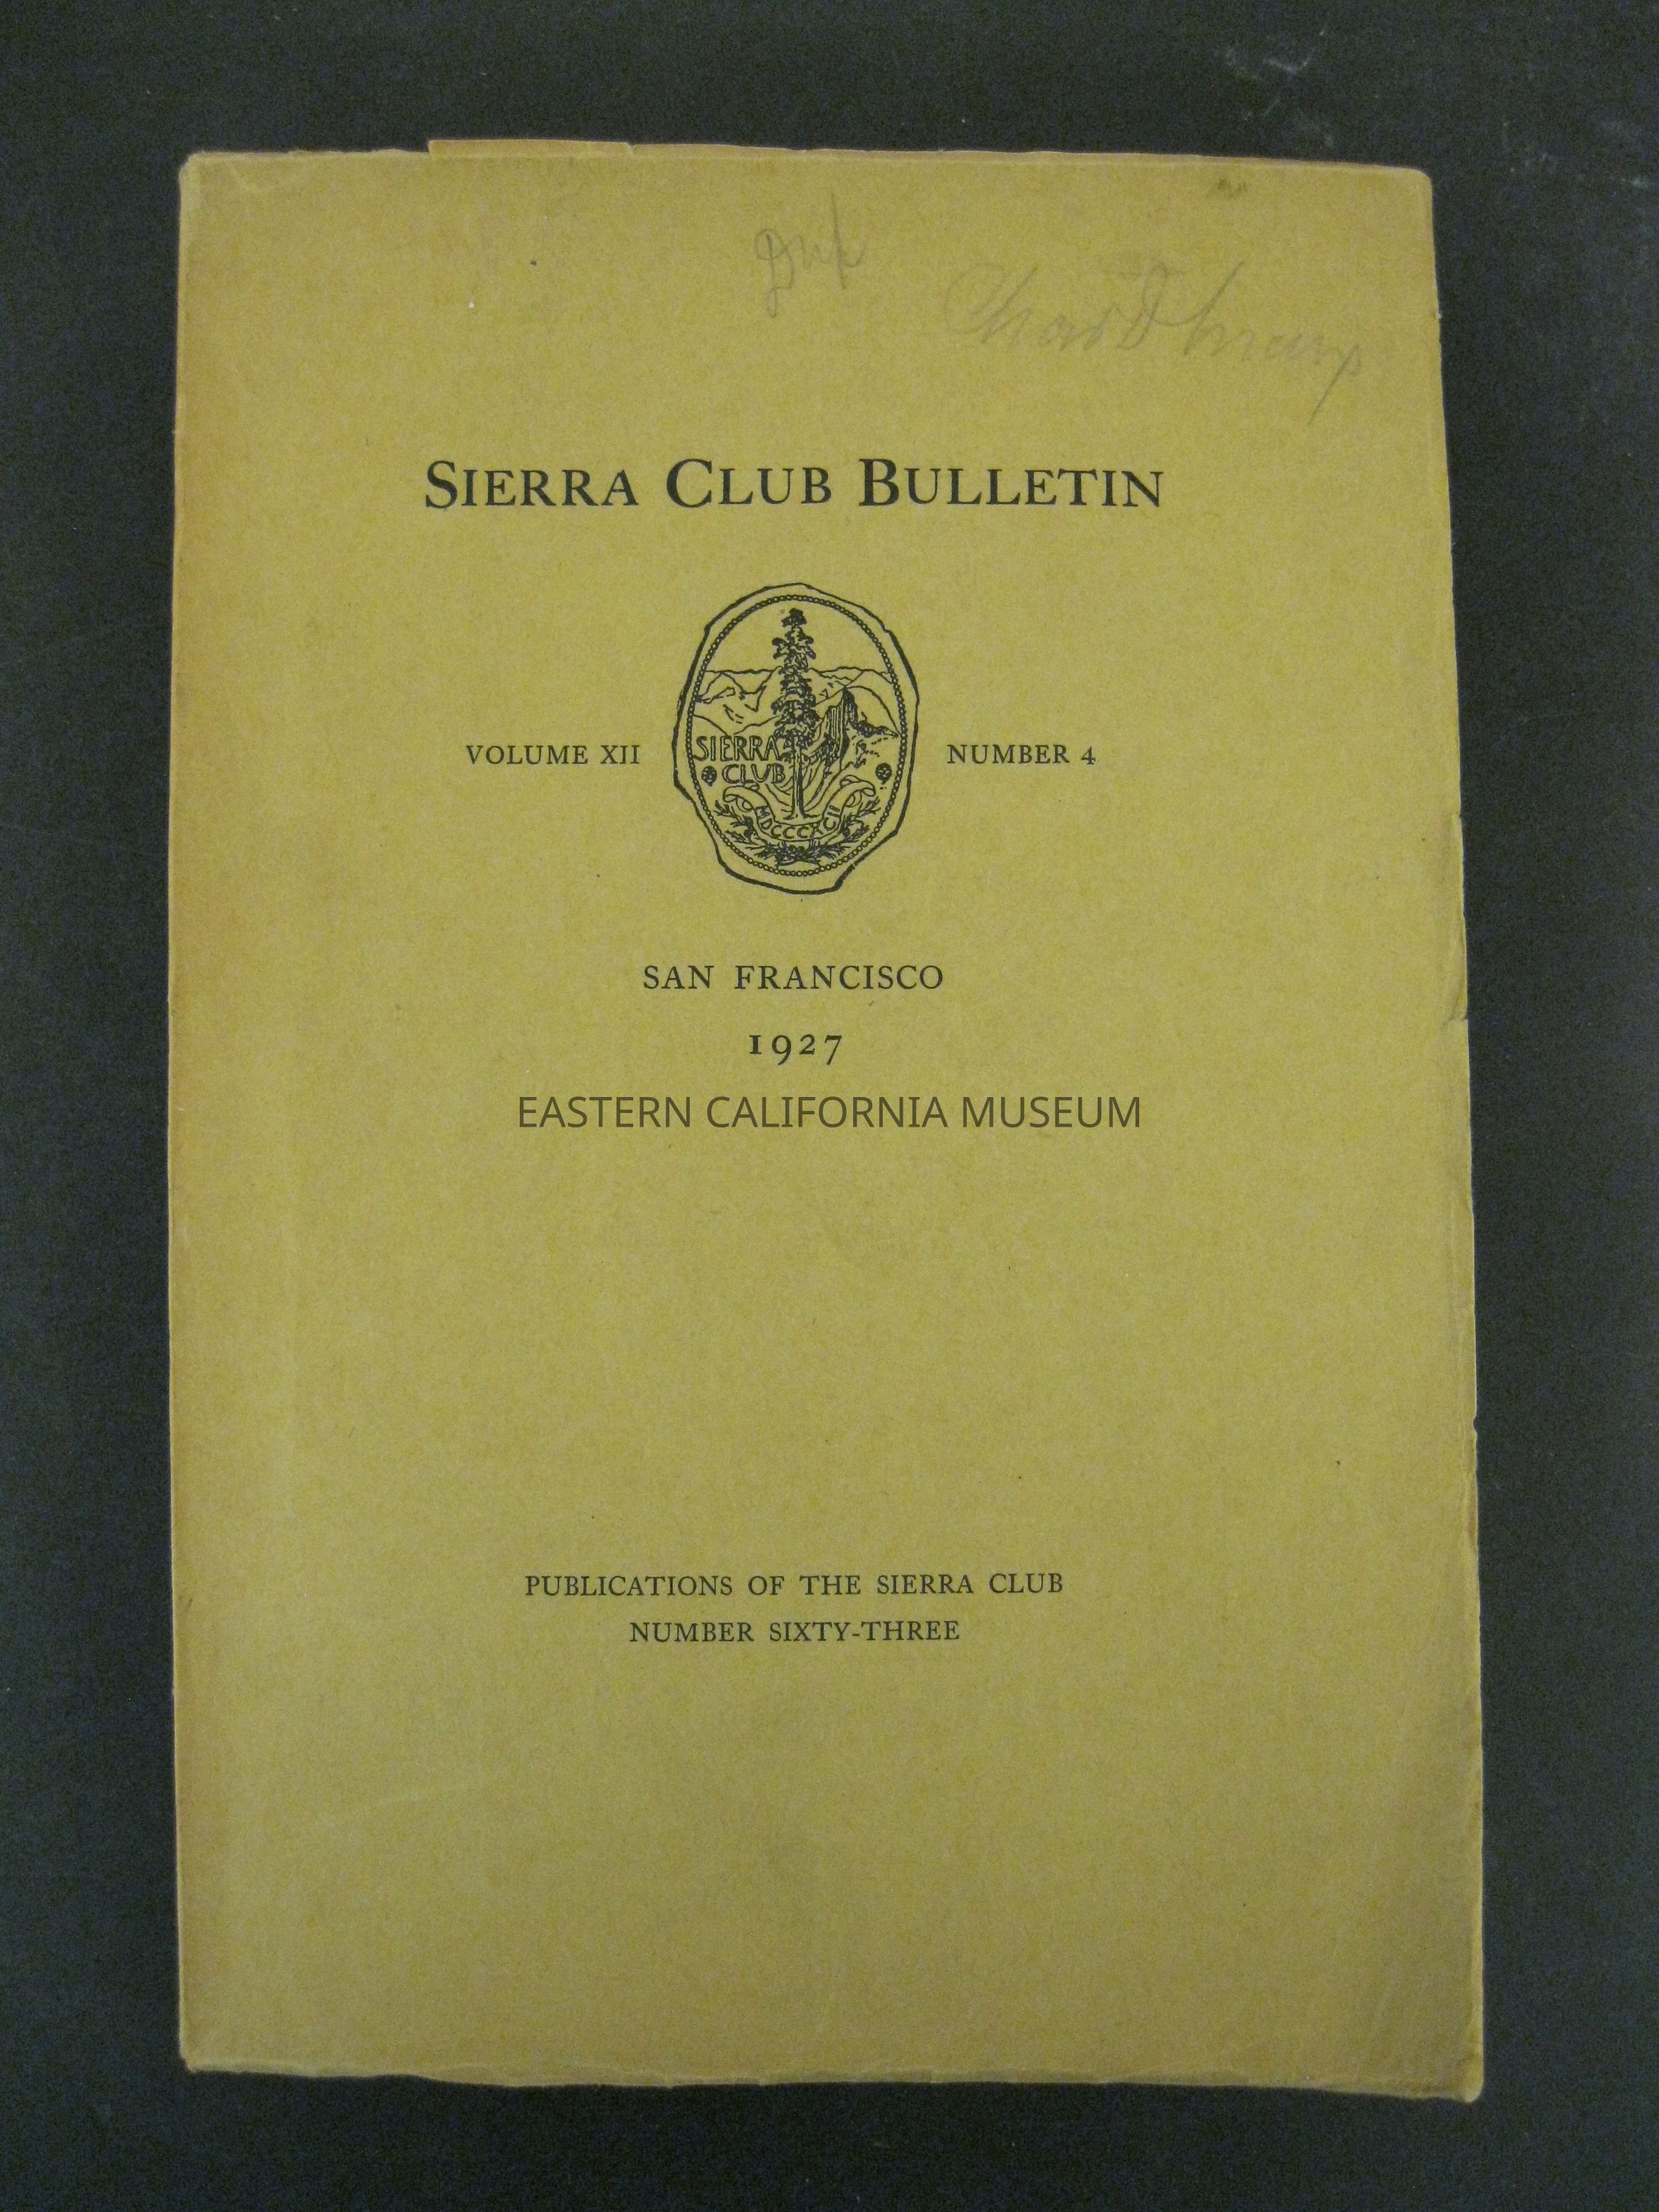 SIERRA CLUB BULLETIN
VOLUME XII
SIERRA
CLUB
MDCCCXCII
NUMBER 4
SAN FRANCISCO
1927
EASTERN CALIFORNIA MUSEUM
PUBLICATIONS OF THE SIERRA CLUB
NUMBER SIXTY-THREE